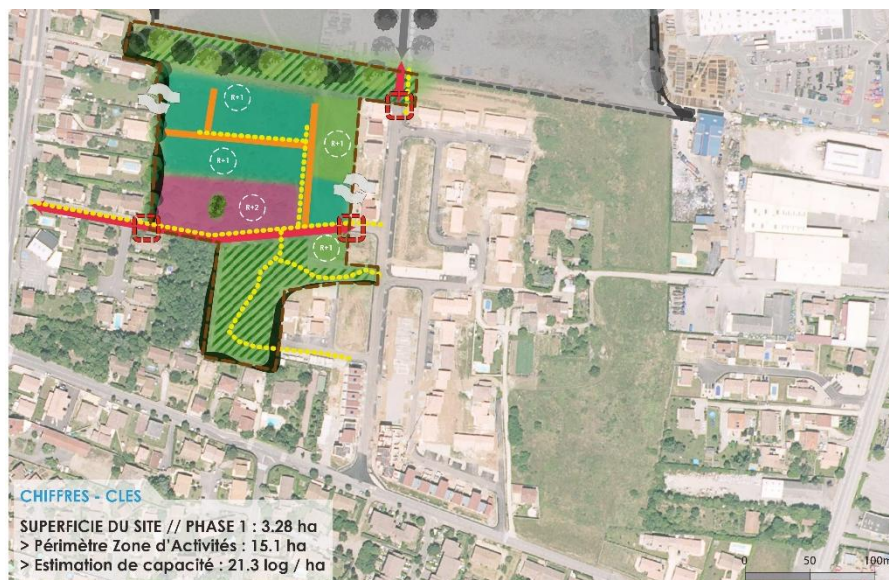 R+1
R+1
R+1
R+2
R+1
CHIFFRES - CLES
SUPERFICIE DU SITE // PHASE 1 : 3.28 ha
> Périmètre Zone d'Activités : 15.1 ha
> Estimation de capacité : 21.3 log / ha
0 50 100m